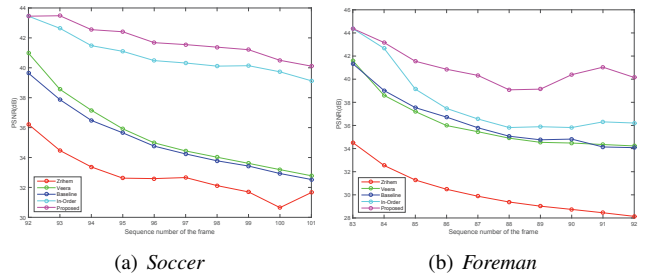 44
42
40
38
36
34
32
30
PSNR(dB)
Zrihem
Veera
Baseline
In-Order
Proposed
92 93 94 95 96 97 98 99 100 101
Sequence number of the frame
(a) Soccer
46
44
42
40
38
36
34
32
30
28
PSNR(dB)
Zrihem
Veera
Baseline
In-Order
Proposed
83 84 85 86 87 88 89 90 91 92
Sequence number of the frame
(b) Foreman